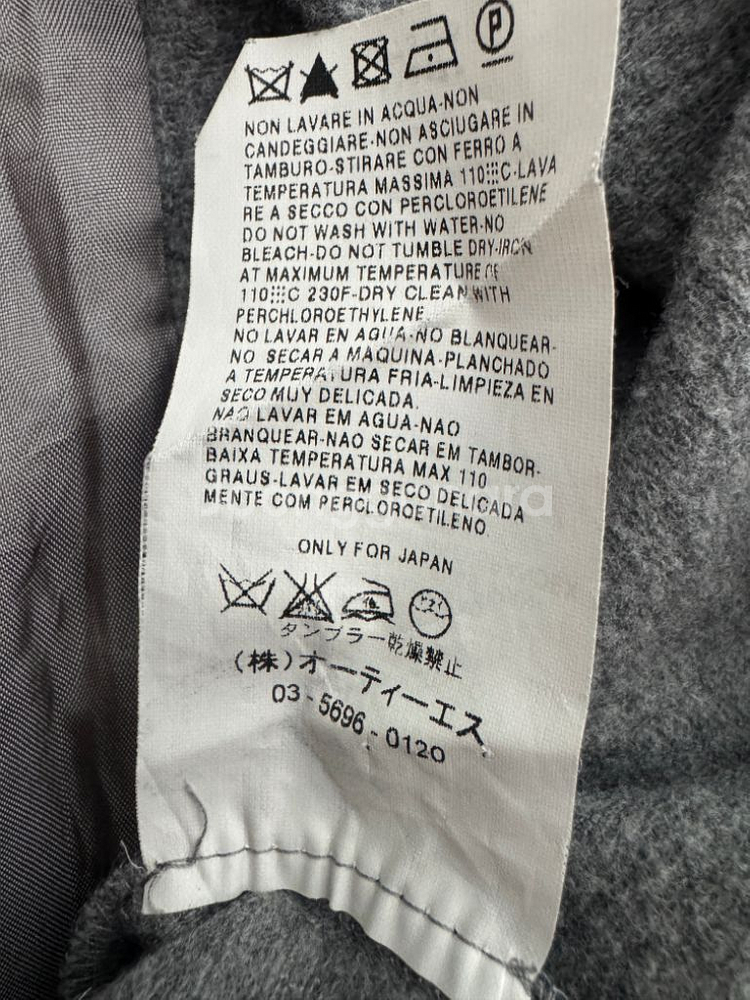 P
NON LAVARE IN ACQUA-NON
CANDEGGIARE-NON ASCIUGARE IN
TAMBURO-STIRARE CON FERRO A
TEMPERATURA MASSIMA 110°C-LAVA
RE A SECCO CON PERCLOROETILENE
DO NOT WASH WITH WATER-NO
BLEACH-DO NOT TUMBLE DRY-IRON
AT MAXIMUM TEMPERATURE OF
110°C 230F-DRY CLEAN WITH
PERCHLOROETHYLENE.
NO LAVAR EN AGUA-NO BLANQUEAR-
NO SECAR A MAQUINA-PLANCHADO
A TEMPERATURA FRIA-LIMPIEZA EN
SECO MUY DELICADA.
NAO LAVAR EM AGUA-NAO
BRANQUEAR-NAO SECAR EM TAMBOR-
BAIXA TEMPERATURA MAX 110
GRAUS-LAVAR EM SECO DELICADA
MENTE COM PERCLOROETILENO.
ONLY FOR JAPAN
タンブラー乾燥禁止
(株)オーティーエス
03-5696-0120